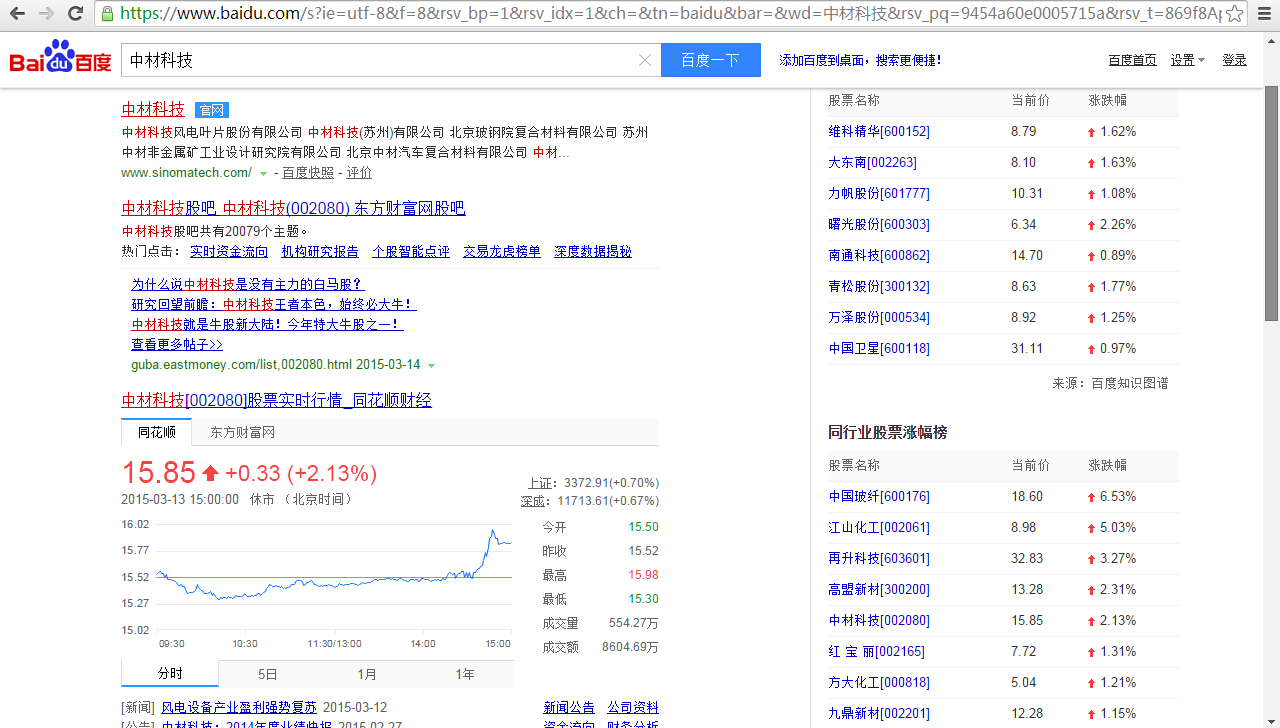 https://www.baidu.com/s?ie=utf-8&f=8&rsv_bp=1&rsv_idx=1&ch=&tn=baidu&bar=&wd=中材科技&rsv_pq=9454a60e0005715a&rsv_t=869f8Ap
Bai du 百度 中材科技 百度一下 添加百度到桌面，搜索更便捷! 百度首页 设置 登录
中材科技 官网
中材科技风电叶片股份有限公司 中材科技(苏州)有限公司 北京玻钢院复合材料有限公司 苏州
中材非金属矿工业设计研究院有限公司 北京中材汽车复合材料有限公司 中材...
www.sinomatech.com/ - 百度快照 - 评价
中材科技股吧_中材科技(002080)_东方财富网股吧
中材科技股吧共有20079个主题。
热门点击： 实时资金流向 机构研究报告 个股智能点评 交易龙虎榜单 深度数据揭秘
为什么说中材科技是没有主力的白马股？
研究回望前瞻：中材科技王者本色，始终必大牛！
中材科技就是牛股新大陆！今年特大牛股之一！
查看更多帖子>>
guba.eastmoney.com/list,002080.html 2015-03-14
中材科技[002080]股票实时行情_同花顺财经
同花顺 东方财富网
15.85 +0.33 (+2.13%)
2015-03-13 15:00:00 休市 （北京时间）
上证：3372.91(+0.70%)
深成：11713.61(+0.67%)
16.02
15.77
15.52
15.27
15.02
09:30 10:30 11:30/13:00 14:00 15:00
今开 15.50
昨收 15.52
最高 15.98
最低 15.30
成交量 554.27万
成交额 8604.69万
分时 5日 1月 1年
[新闻] 风电设备产业盈利强势复苏 2015-03-12
新闻公告 公司资料
[公告] 中材科技：2014年度业绩快报 2015-02-27
资金流向 财务分析
股票名称 当前价 涨跌幅
维科精华[600152] 8.79 1.62%
大东南[002263] 8.10 1.63%
力帆股份[601777] 10.31 1.08%
曙光股份[600303] 6.34 2.26%
南通科技[600862] 14.70 0.89%
青松股份[300132] 8.63 1.77%
万泽股份[000534] 8.92 1.25%
中国卫星[600118] 31.11 0.97%
来源：百度知识图谱
同行业股票涨幅榜
股票名称 当前价 涨跌幅
中国玻纤[600176] 18.60 6.53%
江山化工[002061] 8.98 5.03%
再升科技[603601] 32.83 3.27%
高盟新材[300200] 13.28 2.31%
中材科技[002080] 15.85 2.13%
红 宝 丽[002165] 7.72 1.31%
方大化工[000818] 5.04 1.21%
九鼎新材[002201] 12.28 1.15%